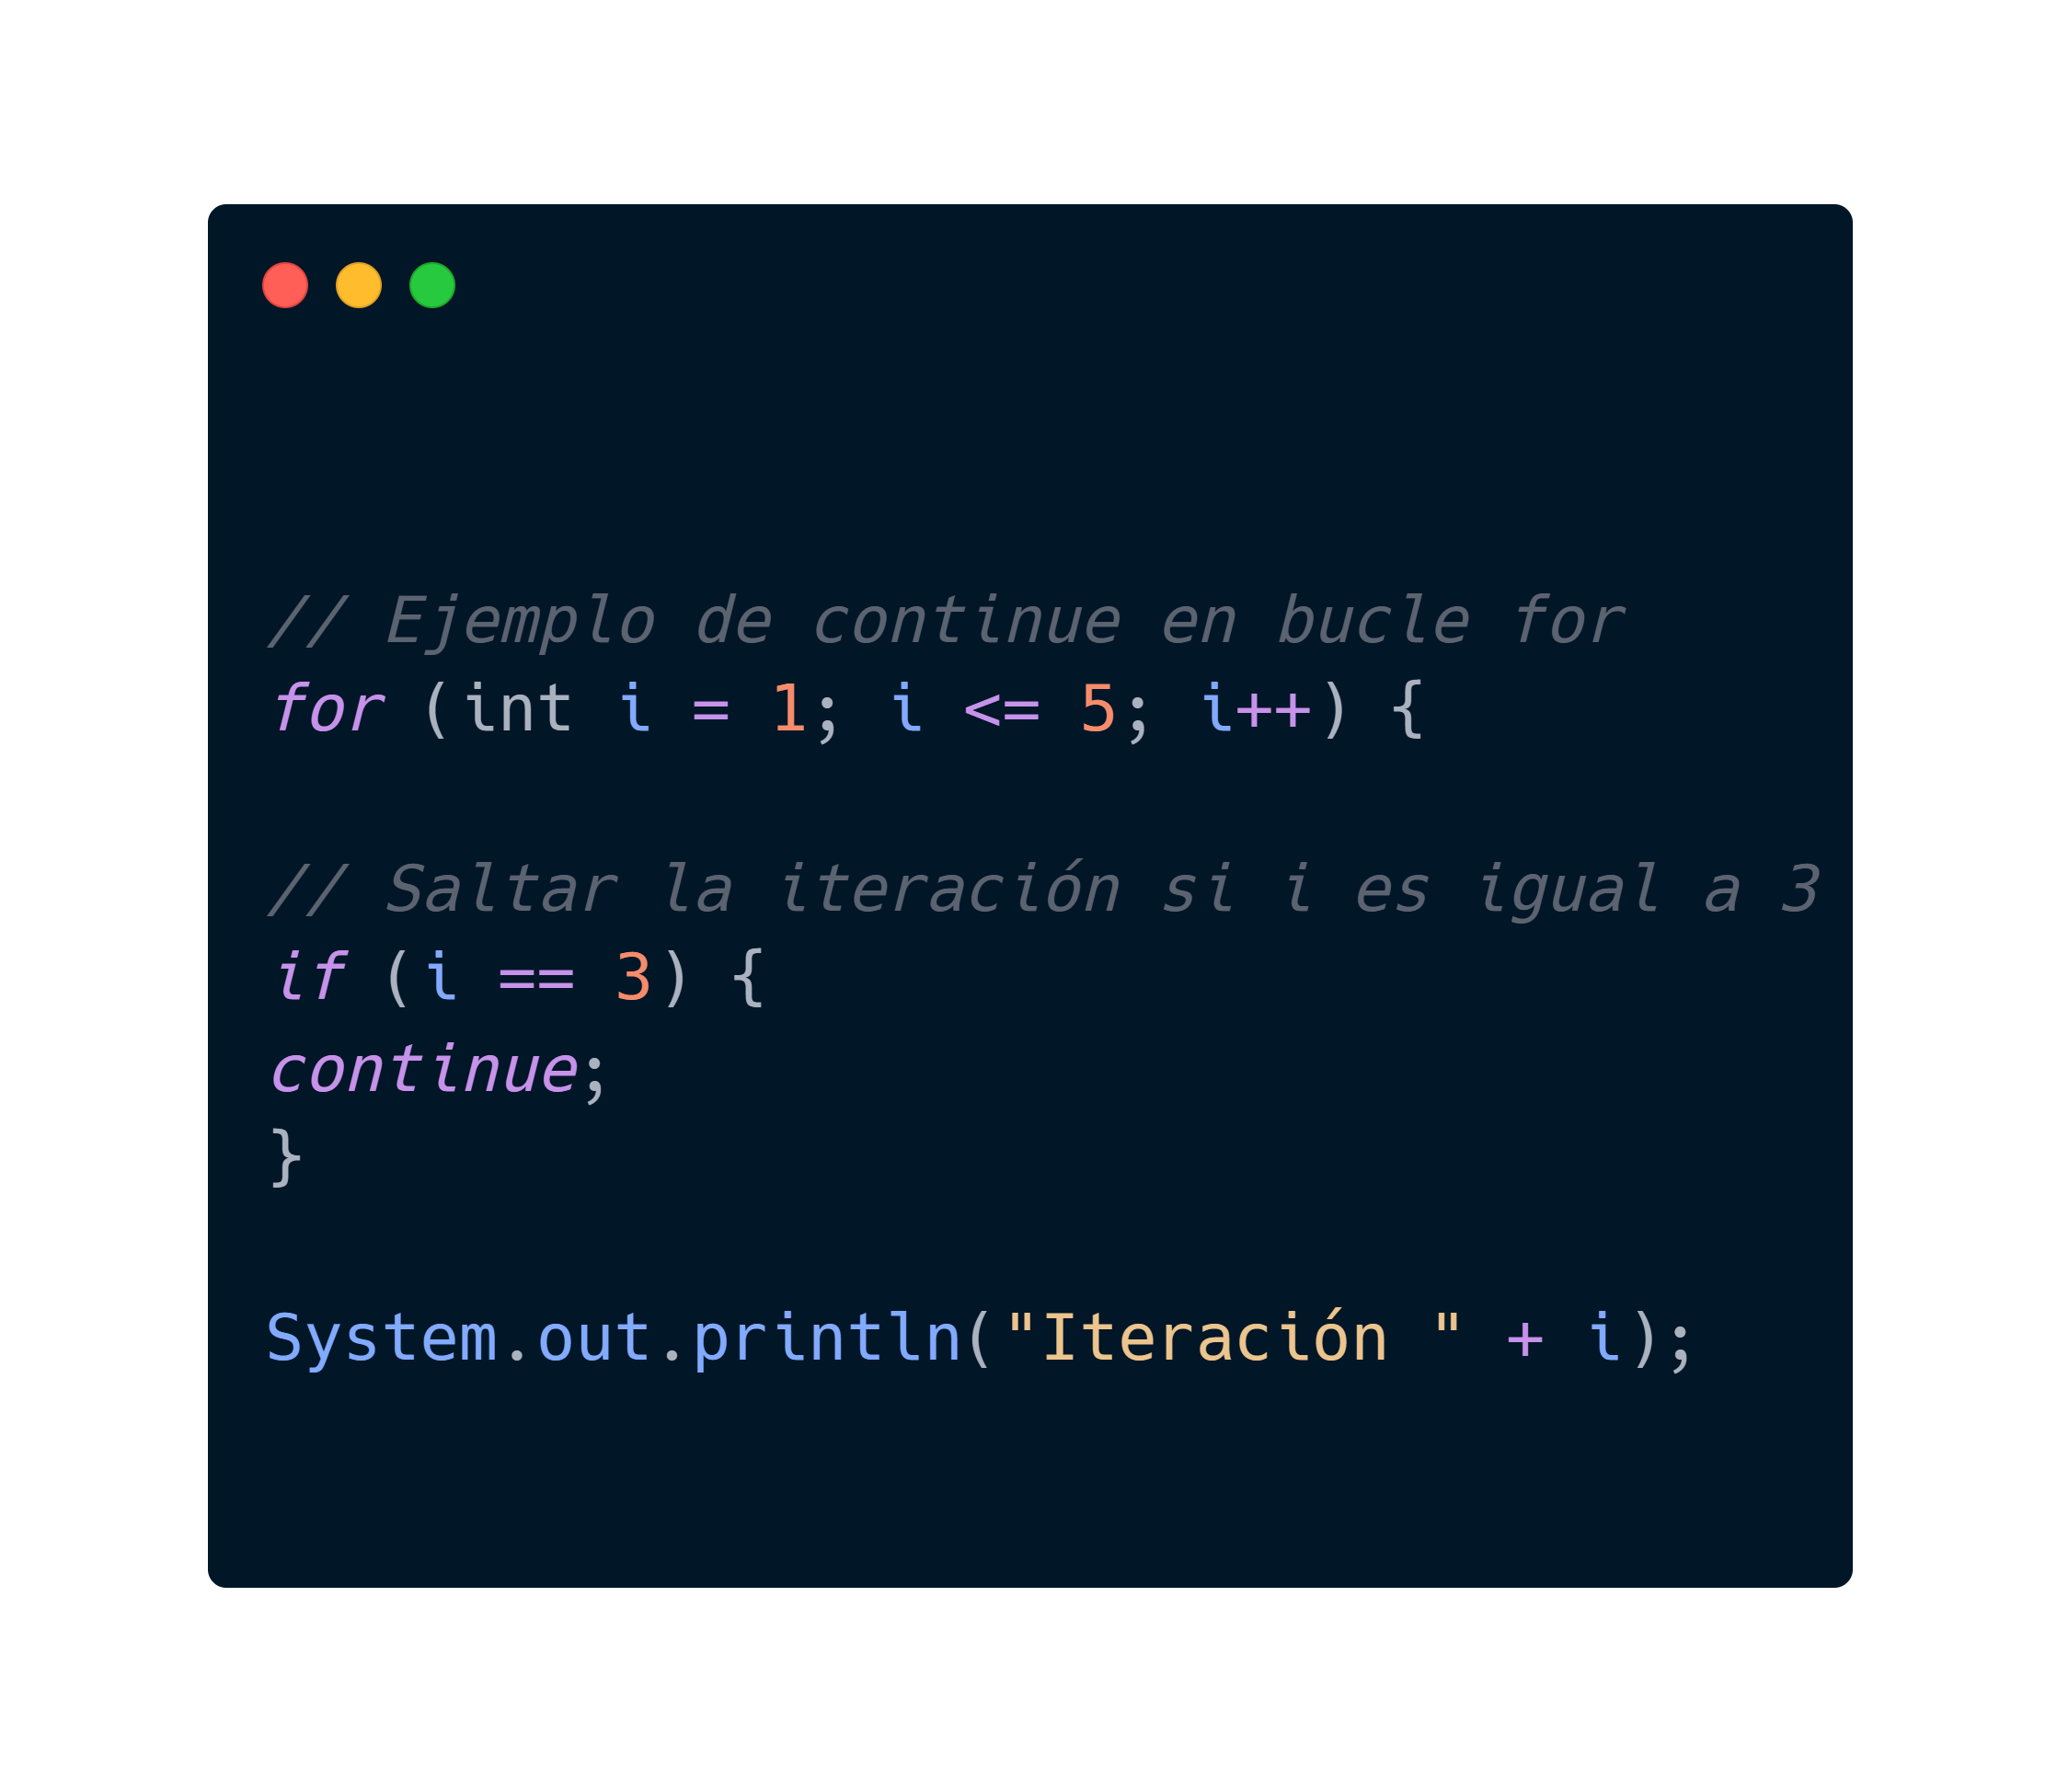 // Ejemplo de continue en bucle for
for (int i = 1; i <= 5; i++) {
// Saltar la iteración si i es igual a 3
if (i == 3) {
continue;
}
System.out.println("Iteración " + i);